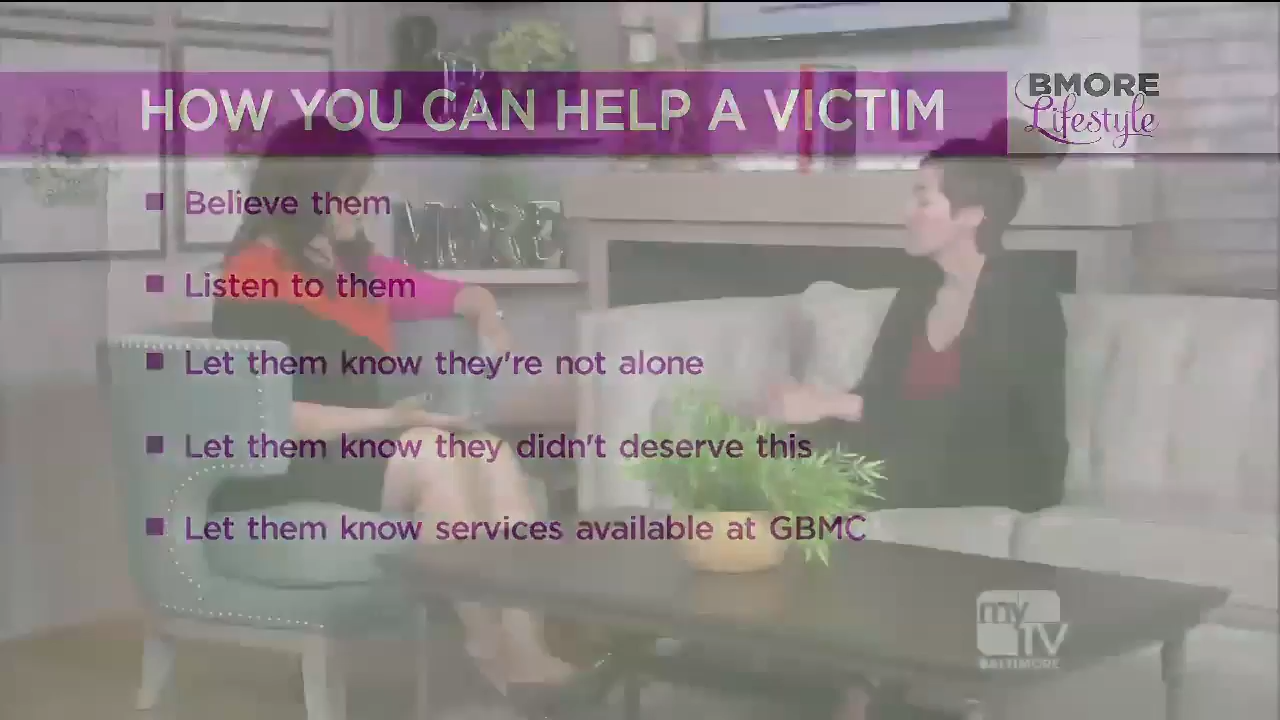 HOW YOU CAN HELP A VICTIM
BMORE
Lifestyle
Believe them
MORE
Listen to them
Let them know they're not alone
Let them know they didn't deserve this
Let them know services available at GBMC
my
TV
BALTIMORE